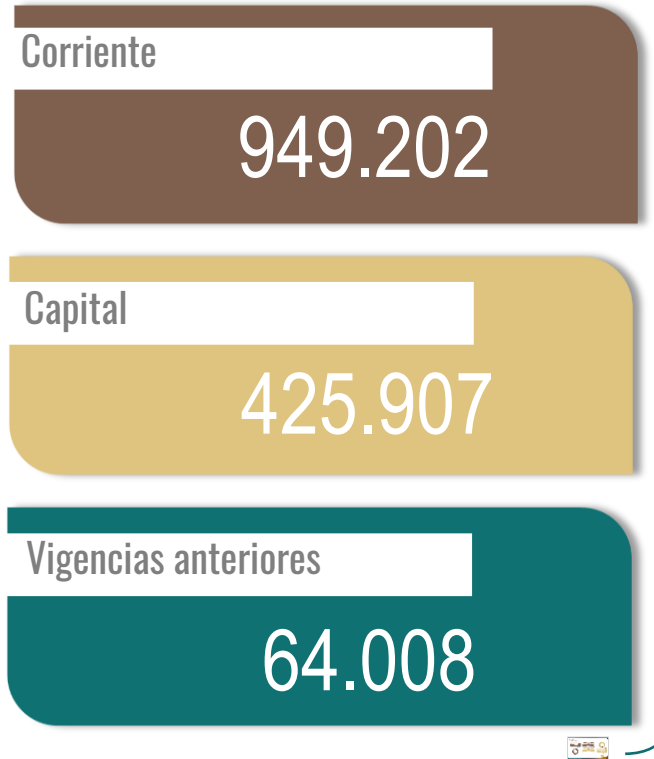 Corriente
949.202
Capital
425.907
Vigencias anteriores
64.008